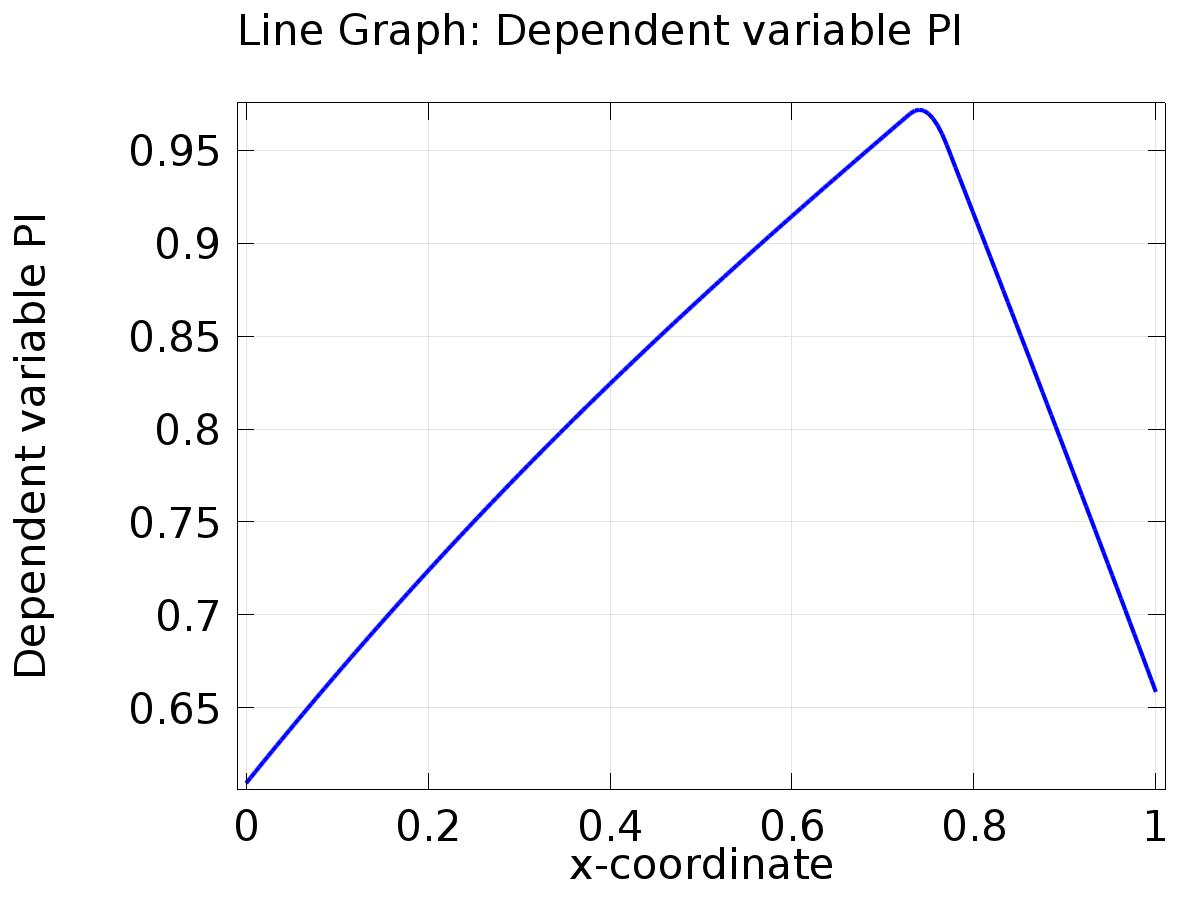 Line Graph: Dependent variable PI
Dependent variable PI
0.95
0.9
0.85
0.8
0.75
0.7
0.65
0 0.2 0.4 0.6 0.8 1
x-coordinate